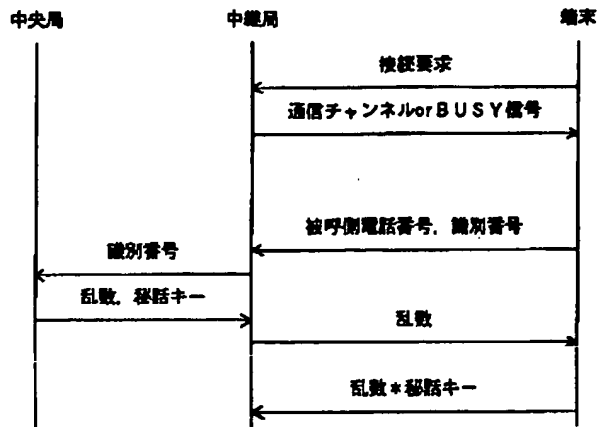 中央局 中継局 端末
接続要求
通信チャンネルorBUSY信号
被呼側電話番号,識別番号
識別番号
乱数,秘話キー
乱数
乱数*秘話キー